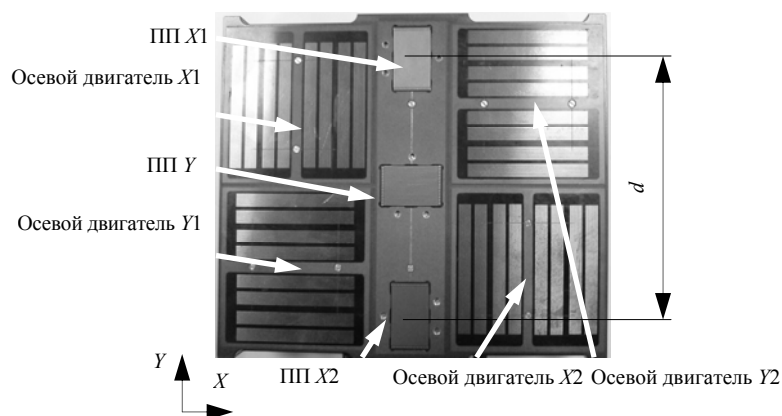 ПП X1
Осевой двигатель X1
ПП Y
Осевой двигатель Y1
d
Y
X
ПП X2
Осевой двигатель X2
Осевой двигатель Y2